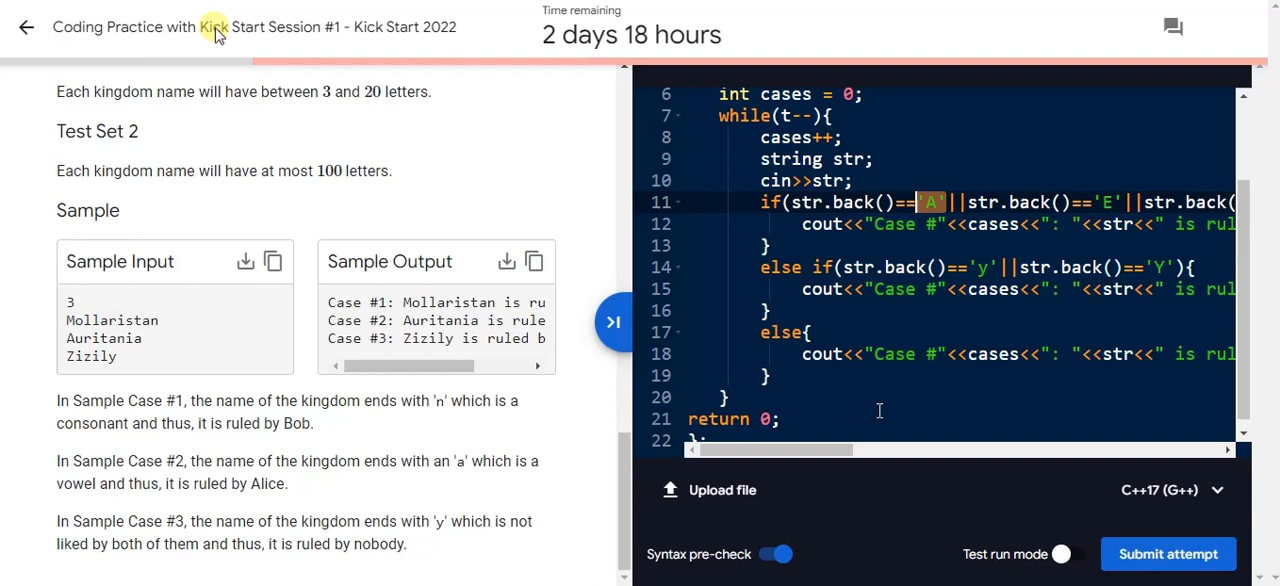 Coding Practice with Kick Start Session #1 - Kick Start 2022
Time remaining
2 days 18 hours
Each kingdom name will have between 3 and 20 letters.
Test Set 2
Each kingdom name will have at most 100 letters.
Sample
Sample Input
3
Mollaristan
Auritania
Zizily
Sample Output
Case #1: Mollaristan is ru
Case #2: Auritania is rule
Case #3: Zizily is ruled b
In Sample Case #1, the name of the kingdom ends with 'n' which is a
consonant and thus, it is ruled by Bob.
In Sample Case #2, the name of the kingdom ends with an 'a' which is a
vowel and thus, it is ruled by Alice.
In Sample Case #3, the name of the kingdom ends with 'y' which is not
liked by both of them and thus, it is ruled by nobody.
6 int cases = 0;
7 while(t--){
8 cases++;
9 string str;
10 cin>>str;
11 if(str.back()=='A'||str.back()=='E'||str.back(
12 cout<<"Case #"<<cases<<": "<<str<<" is rul
13 }
14 else if(str.back()=='y'||str.back()=='Y'){
15 cout<<"Case #"<<cases<<": "<<str<<" is rul
16 }
17 else{
18 cout<<"Case #"<<cases<<": "<<str<<" is rul
19 }
20 }
21 return 0;
22 };
Upload file
C++17 (G++)
Syntax pre-check
Test run mode
Submit attempt